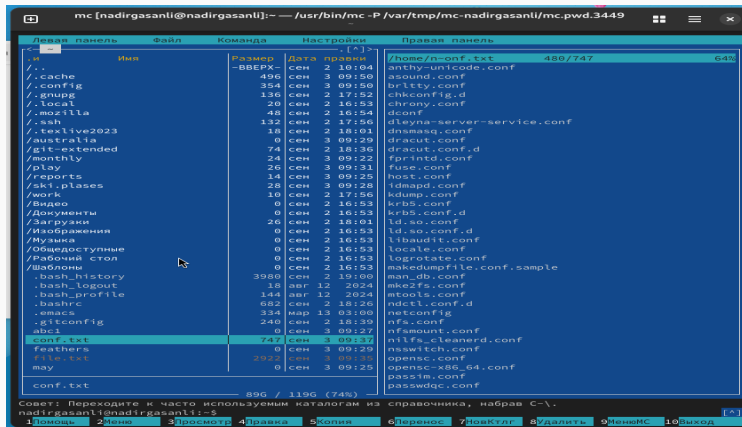 mc [nadirgasanli@nadirgasanli]:~ — /usr/bin/mc -P /var/tmp/mc-nadirgasanli/mc.pwd.3449
Левая панель Файл Команда Настройки Правая панель
<— ~ .[^]>
.и Имя Размер Дата правки
/.. -ВВЕРХ- сен 2 10:04
/.cache 496 сен 3 09:50
/.config 354 сен 3 09:50
/.gnupg 136 сен 2 17:52
/.local 20 сен 2 16:53
/.mozilla 48 сен 2 16:54
/.ssh 132 сен 2 17:56
/.texlive2023 18 сен 2 18:01
/australia 0 сен 3 09:29
/git-extended 74 сен 2 18:36
/monthly 24 сен 3 09:22
/play 26 сен 3 09:31
/reports 14 сен 3 09:25
/ski.plases 28 сен 3 09:28
/work 10 сен 2 17:56
/Видео 0 сен 2 16:53
/Документы 0 сен 2 16:53
/Загрузки 26 сен 2 18:01
/Изображения 0 сен 2 16:53
/Музыка 0 сен 2 16:53
/Общедоступные 0 сен 2 16:53
/Рабочий стол 0 сен 2 16:53
/Шаблоны 0 сен 2 16:53
.bash_history 3980 сен 2 19:00
.bash_logout 18 авг 12 2024
.bash_profile 144 авг 12 2024
.bashrc 682 сен 2 18:26
.emacs 334 мар 13 03:00
.gitconfig 240 сен 2 18:39
abc1 0 сен 3 09:27
conf.txt 747 сен 3 09:37
feathers 0 сен 3 09:29
file.txt 2922 сен 3 09:35
may 0 сен 3 09:26
conf.txt
89G / 119G (74%)
/home/n~onf.txt 480/747 64%
anthy-unicode.conf
asound.conf
brltty.conf
chkconfig.d
chrony.conf
dconf
dleyna-server-service.conf
dnsmasq.conf
dracut.conf
dracut.conf.d
fprintd.conf
fuse.conf
host.conf
idmapd.conf
kdump.conf
krb5.conf
krb5.conf.d
ld.so.conf
ld.so.conf.d
libaudit.conf
locale.conf
logrotate.conf
makedumpfile.conf.sample
man_db.conf
mke2fs.conf
mtools.conf
ndctl.conf.d
netconfig
nfs.conf
nfsmount.conf
nilfs_cleanerd.conf
nsswitch.conf
opensc.conf
opensc-x86_64.conf
passim.conf
passwdqc.conf
Совет: Переходите к часто используемым каталогам из справочника, набрав C-\.
nadirgasanli@nadirgasanli:~$ [^]
1Помощь 2Меню 3Просмотр 4Правка 5Копия 6Перенос 7НовКтлг 8Удалить 9МенюMC 10Выход